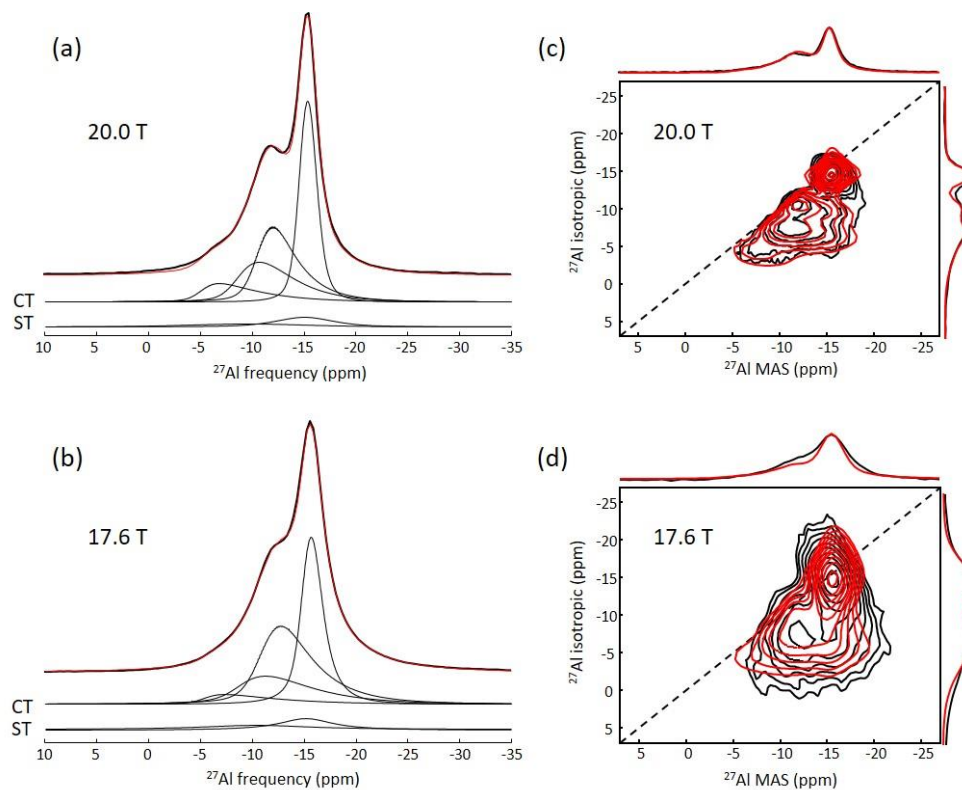 (a)
20.0 T
CT
ST
10 5 0 -5 -10 -15 -20 -25 -30 -35
²⁷Al frequency (ppm)
(c)
20.0 T
-25
-20
-15
-10
-5
0
5
²⁷Al isotropic (ppm)
5 0 -5 -10 -15 -20 -25
²⁷Al MAS (ppm)
(b)
17.6 T
CT
ST
10 5 0 -5 -10 -15 -20 -25 -30 -35
²⁷Al frequency (ppm)
(d)
17.6 T
-25
-20
-15
-10
-5
0
5
²⁷Al isotropic (ppm)
5 0 -5 -10 -15 -20 -25
²⁷Al MAS (ppm)